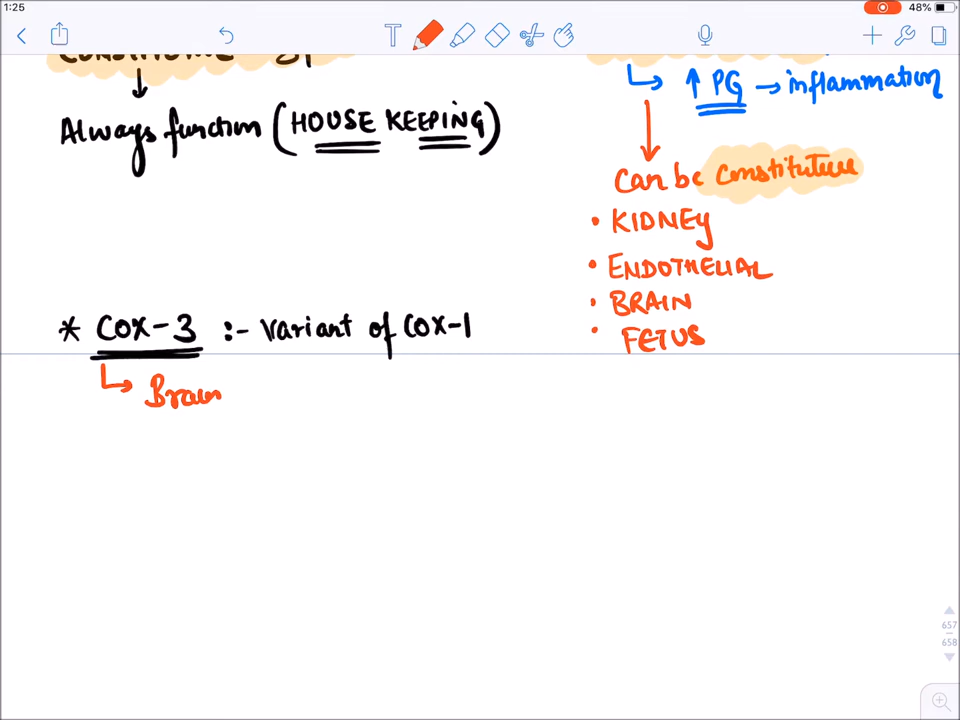 1:25
48%
T
↑ PG → inflammation
Always function (HOUSE KEEPING)
Can be constitutive
• KIDNEY
• ENDOTHELIAL
• BRAIN
• FETUS
* COX-3 :- Variant of COX-1
Brain
657
658